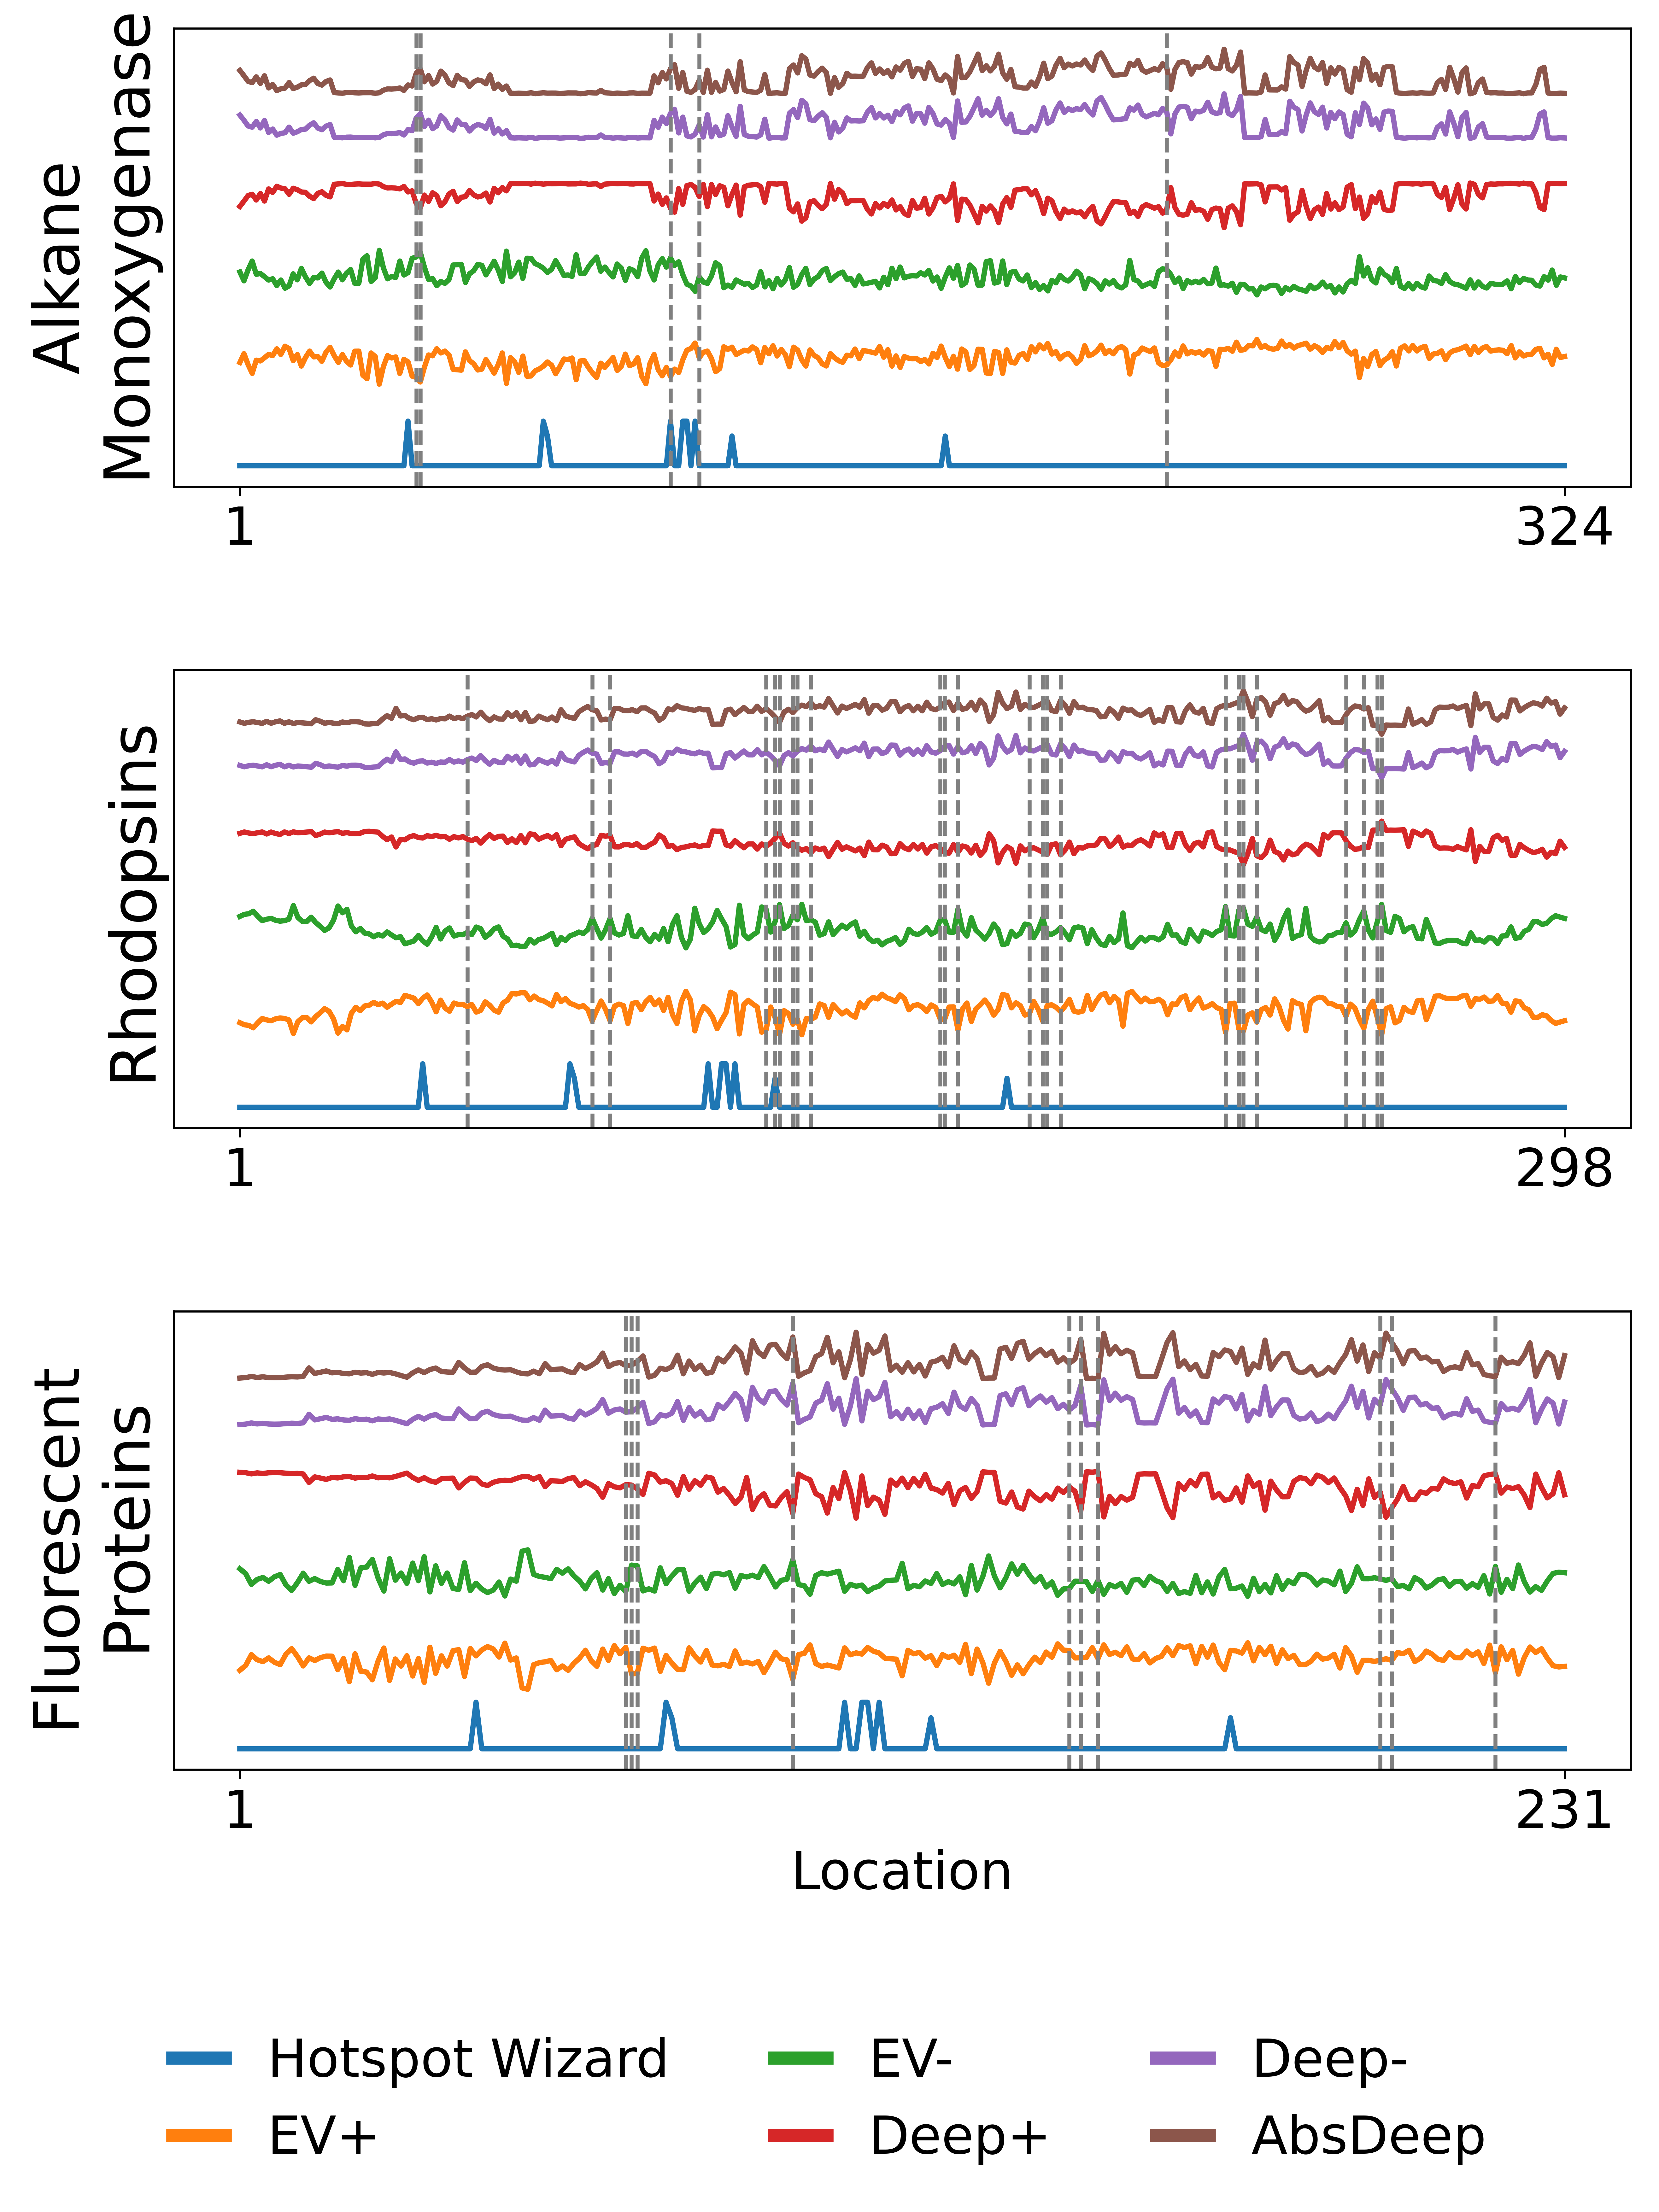 Alkane
Monoxygenase
1
324
Rhodopsins
1
298
Fluorescent
Proteins
1
231
Location
Hotspot Wizard
EV-
Deep-
EV+
Deep+
AbsDeep